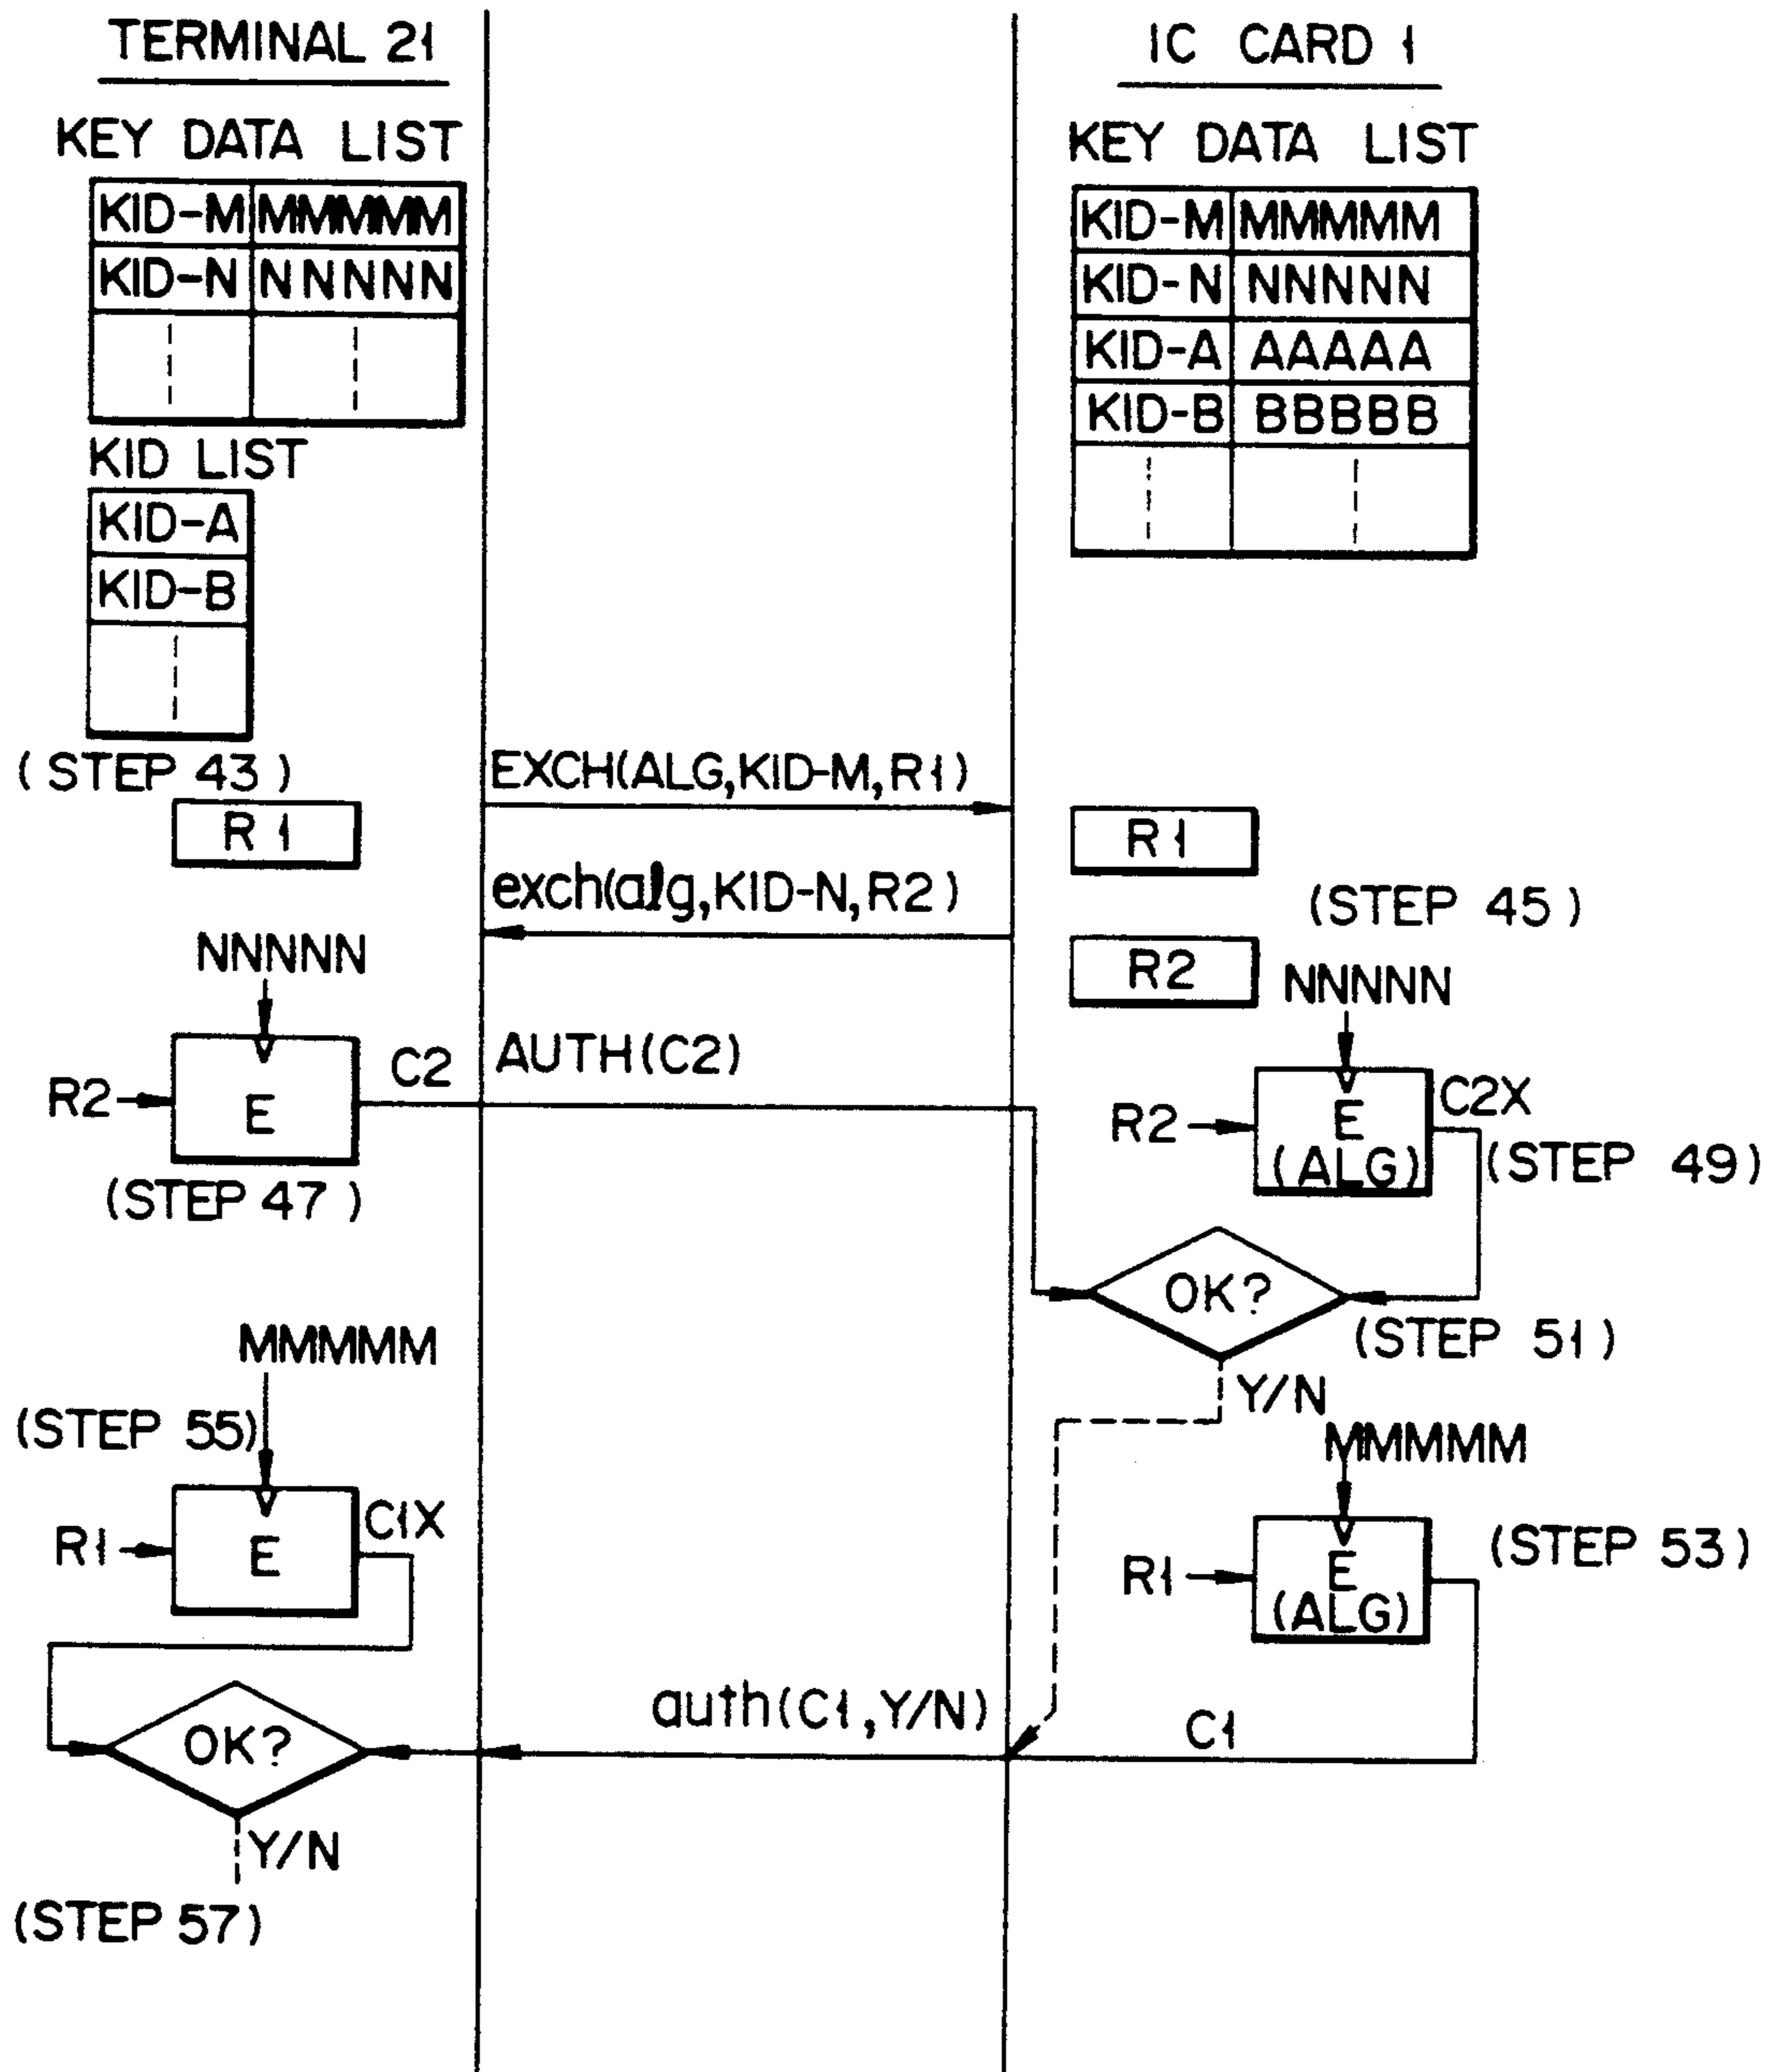 TERMINAL 21
KEY DATA LIST
KID-M MMMMM
KID-N NNNNN
KID LIST
KID-A
KID-B
(STEP 43)
R1
NNNNN
R2
E
C2
(STEP 47)
MMMMM
(STEP 55)
R1
E
C1X
OK?
Y/N
(STEP 57)
EXCH(ALG,KID-M,R1)
exch(alg,KID-N,R2)
AUTH(C2)
auth(C1,Y/N)
IC CARD 1
KEY DATA LIST
KID-M MMMMM
KID-N NNNNN
KID-A AAAAA
KID-B BBBBB
R1
(STEP 45)
R2
NNNNN
R2
E
(ALG)
C2X
(STEP 49)
OK?
(STEP 51)
Y/N
MMMMM
R1
E
(ALG)
(STEP 53)
C1